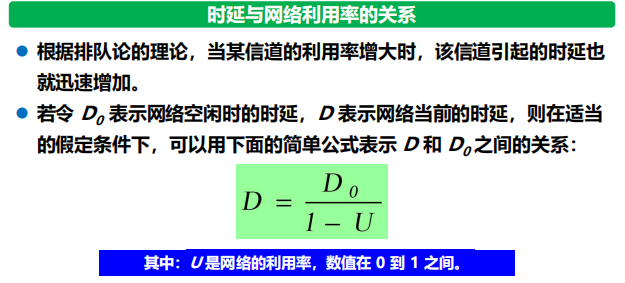 时延与网络利用率的关系
根据排队论的理论，当某信道的利用率增大时，该信道引起的时延也
就迅速增加。
若令 D0 表示网络空闲时的时延，D 表示网络当前的时延，则在适当
的假定条件下，可以用下面的简单公式表示 D 和 D0 之间的关系：
D = D0 / (1 – U)
其中：U 是网络的利用率，数值在 0 到 1 之间。